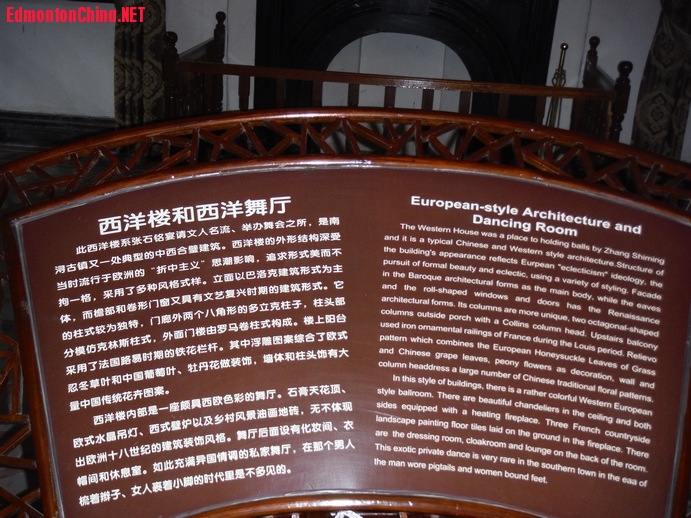 EdmontonChina.NET
西洋楼和西洋舞厅
此西洋楼系张石铭宴请文人名流、举办舞会之所，是南
浔古镇又一处典型的中西合璧建筑。西洋楼的外形结构深受
当时流行于欧洲的“折中主义”思潮影响，追求形式美而不
拘一格，采用了多种风格式样。立面以巴洛克建筑形式为主
体，而檐部和卷形门窗又具有文艺复兴时期的建筑形式。它
的柱式较为独特，门廊外两个八角形的多立克柱子，柱头部
分模仿克林斯柱式，外面门楼由罗马卷柱式构成。楼上阳台
采用了法国路易时期的铁花栏杆。其中浮雕图案综合了欧式
忍冬草叶和中国葡萄叶、牡丹花做装饰，墙体和柱头饰有大
量中国传统花卉图案。
西洋楼内部是一座颇具西欧色彩的舞厅。石膏天花顶、
欧式水晶吊灯、西式壁炉以及乡村风景油画地砖，无不体现
出欧洲十八世纪的建筑装饰风格。舞厅后面设有化妆间、衣
帽间和休息室。如此充满异国情调的私家舞厅，在那个男人
梳着辫子、女人裹着小脚的时代里是不多见的。
European-style Architecture and
Dancing Room
The Western House was a place to holding balls by Zhang Shiming
and it is a typical Chinese and Western style architecture.Structure of
the building's appearance reflects European "eclecticism" ideology, the
pursuit of formal beauty and eclectic, using a variety of styling. Facade
in the Baroque architectural forms as the main body, while the eaves
and the roll-shaped windows and doors has the Renaissance
architectural forms. Its columns are more unique, two octagonal-shaped
columns outside porch with a Collins column head. Upstairs balcony
used iron ornamental railings of France during the Louis period. Relievo
pattern which combines the European Honeysuckle Leaves of Grass
and Chinese grape leaves, peony flowers as decoration, wall and
column headdress a large number of Chinese traditional floral patterns.
In this style of buildings, there is a rather colorful Western European
style ballroom. There are beautiful chandeliers in the ceiling and both
sides equipped with a heating fireplace. Three French countryside
landscape painting floor tiles laid on the ground in the fireplace. There
are the dressing room, cloakroom and lounge on the back of the room.
This exotic private dance is very rare in the southern town in the eaa of
the man wore pigtails and women bound feet.